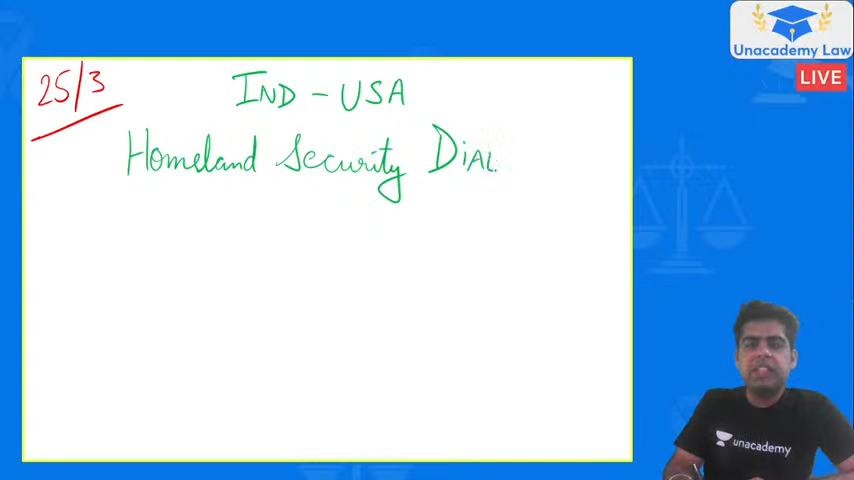 Unacademy Law
LIVE
25/3
IND - USA
Homeland Security DIAL
unacademy